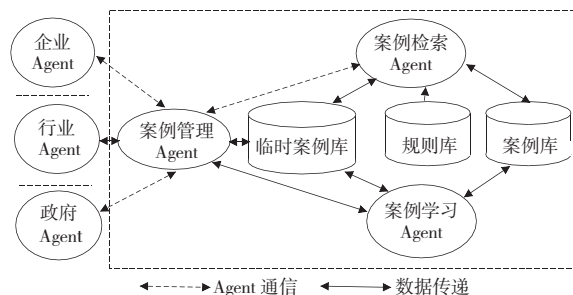 企业
Agent
案例检索
Agent
行业
Agent
案例管理
Agent
临时案例库
规则库
案例库
政府
Agent
案例学习
Agent
Agent 通信
数据传递